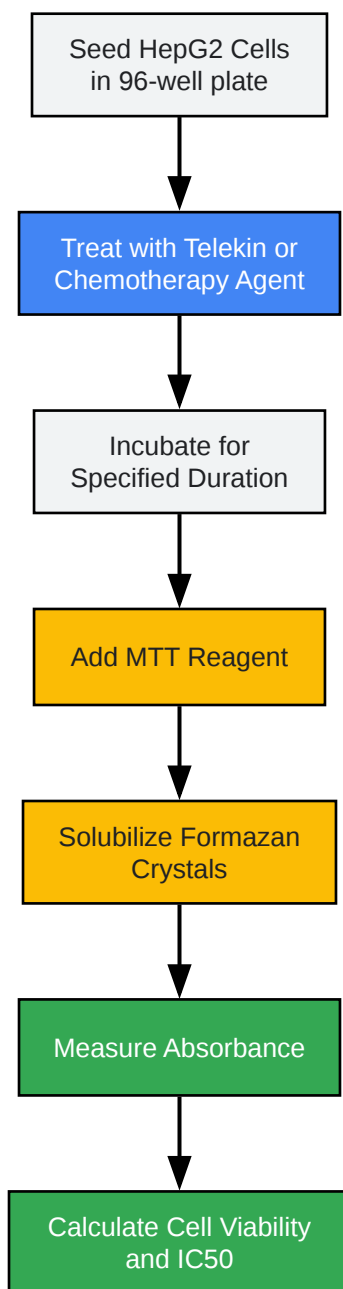 Seed HepG2 Cells
in 96-well plate
Treat with Telekin or
Chemotherapy Agent
Incubate for
Specified Duration
Add MTT Reagent
Solubilize Formazan
Crystals
Measure Absorbance
Calculate Cell Viability
and IC50